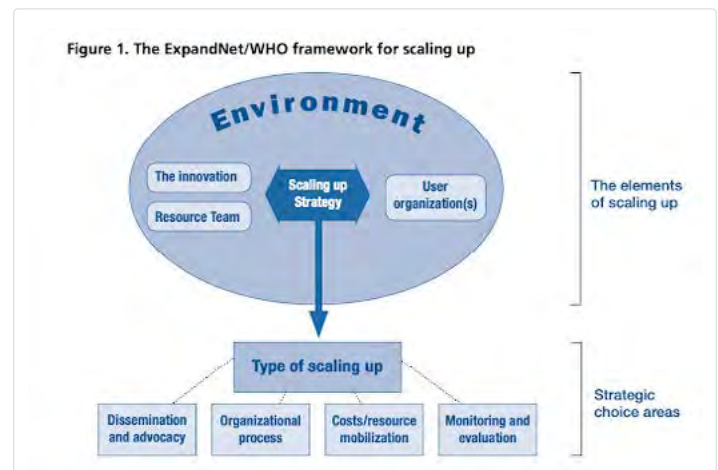 Figure 1. The ExpandNet/WHO framework for scaling up
Environment
The innovation
Resource Team
Scaling up
Strategy
User
organization(s)
The elements
of scaling up
Type of scaling up
Dissemination
and advocacy
Organizational
process
Costs/resource
mobilization
Monitoring and
evaluation
Strategic
choice areas